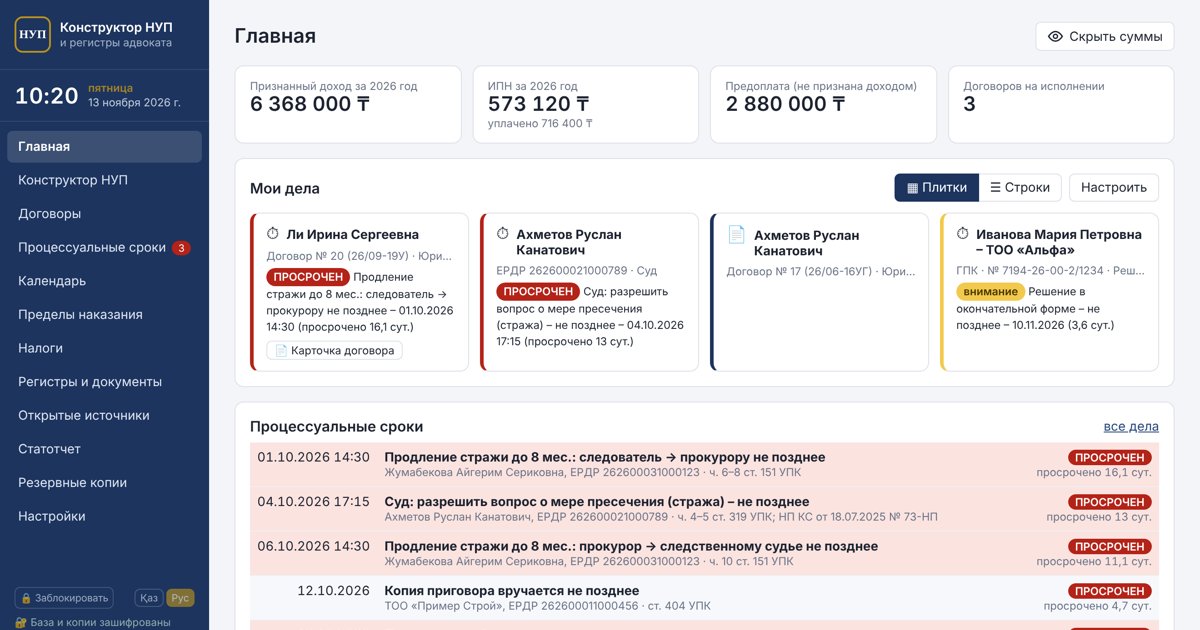 НУП
Конструктор НУП
и регистры адвоката
10:20
пятница
13 ноября 2026 г.
Главная
Конструктор НУП
Договоры
Процессуальные сроки 3
Календарь
Пределы наказания
Налоги
Регистры и документы
Открытые источники
Статотчет
Резервные копии
Настройки
Заблокировать
Қаз
Рус
База и копии зашифрованы
Главная
Скрыть суммы
Признанный доход за 2026 год
6 368 000 ₸
ИПН за 2026 год
573 120 ₸
уплачено 716 400 ₸
Предоплата (не признана доходом)
2 880 000 ₸
Договоров на исполнении
3
Мои дела
Плитки
Строки
Настроить
Ли Ирина Сергеевна
Договор № 20 (26/09-19У) · Юри...
ПРОСРОЧЕН Продление
стражи до 8 мес.: следователь →
прокурору не позднее – 01.10.2026
14:30 (просрочено 16,1 сут.)
Карточка договора
Ахметов Руслан
Канатович
ЕРДР 262600021000789 · Суд
ПРОСРОЧЕН Суд: разрешить
вопрос о мере пресечения
(стража) – не позднее – 04.10.2026
17:15 (просрочено 13 сут.)
Ахметов Руслан
Канатович
Договор № 17 (26/06-16УГ) · Юри...
Иванова Мария Петровна
– ТОО «Альфа»
ГПК · № 7194-26-00-2/1234 · Реш...
внимание Решение в
окончательной форме – не
позднее – 10.11.2026 (3,6 сут.)
Процессуальные сроки
все дела
01.10.2026 14:30 Продление стражи до 8 мес.: следователь → прокурору не позднее ПРОСРОЧЕН
Жумабекова Айгерим Сериковна, ЕРДР 262600031000123 · ч. 6–8 ст. 151 УПК просрочено 16,1 сут.
04.10.2026 17:15 Суд: разрешить вопрос о мере пресечения (стража) – не позднее ПРОСРОЧЕН
Ахметов Руслан Канатович, ЕРДР 262600021000789 · ч. 4–5 ст. 319 УПК; НП КС от 18.07.2025 № 73-НП просрочено 13 сут.
06.10.2026 14:30 Продление стражи до 8 мес.: прокурор → следственному судье не позднее ПРОСРОЧЕН
Жумабекова Айгерим Сериковна, ЕРДР 262600031000123 · ч. 10 ст. 151 УПК просрочено 11,1 сут.
12.10.2026 Копия приговора вручается не позднее ПРОСРОЧЕН
ТОО «Пример Строй», ЕРДР 262600011000456 · ст. 404 УПК просрочено 4,7 сут.